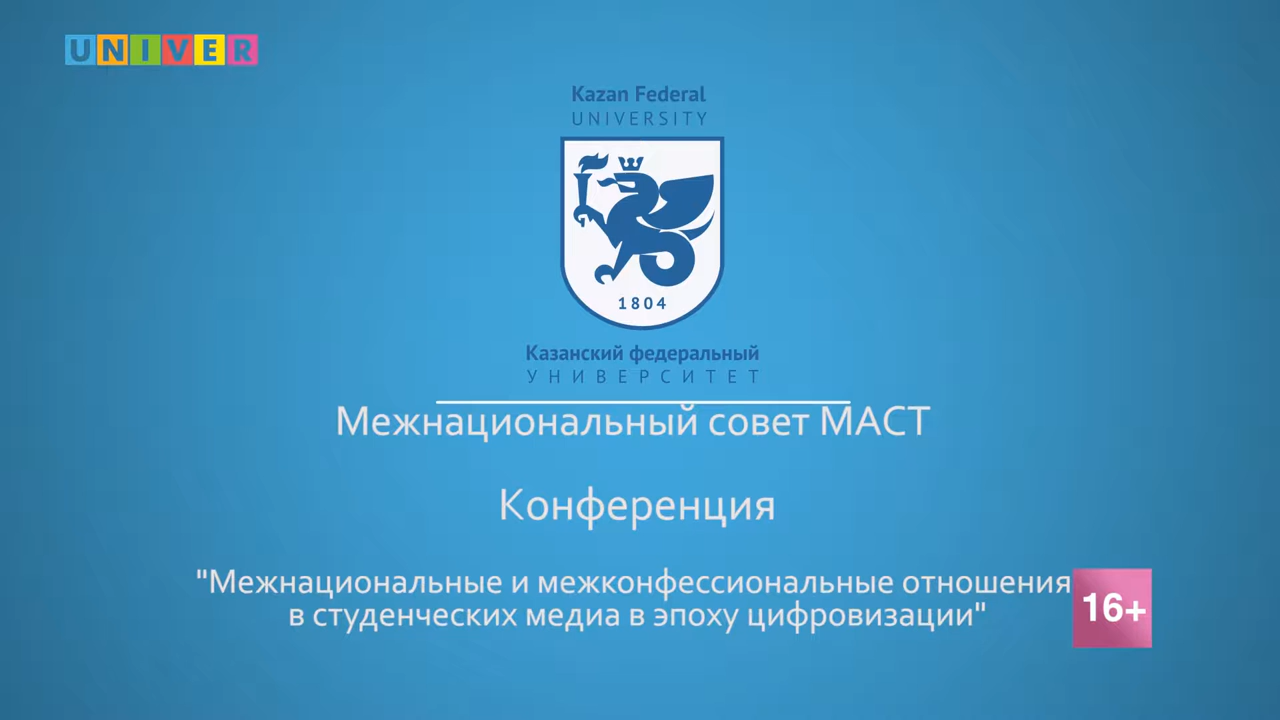 UNIVER
Kazan Federal
UNIVERSITY
1804
Казанский федеральный
УНИВЕРСИТЕТ
Межнациональный совет МАСТ
Конференция
"Межнациональные и межконфессиональные отношения
в студенческих медиа в эпоху цифровизации"
16+